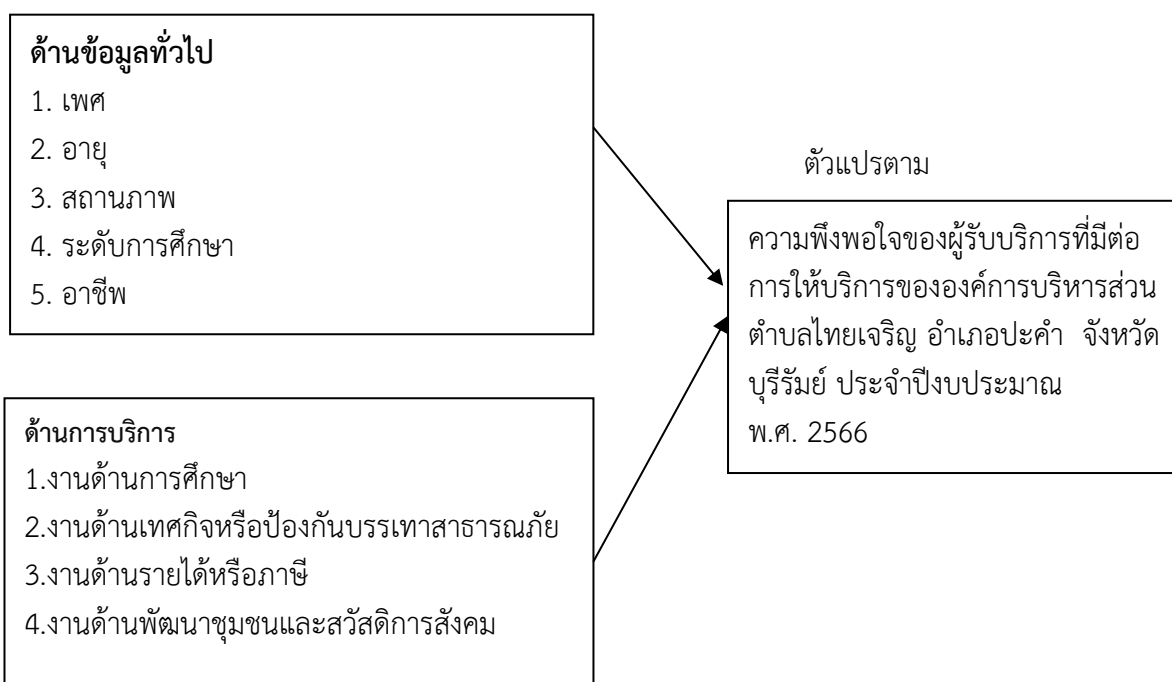 ด้านข้อมูลทั่วไป
1. เพศ
2. อายุ
3. สถานภาพ
4. ระดับการศึกษา
5. อาชีพ
ด้านการบริการ
1.งานด้านการศึกษา
2.งานด้านเทศกิจหรือป้องกันบรรเทาสาธารณภัย
3.งานด้านรายได้หรือภาษี
4.งานด้านพัฒนาชุมชนและสวัสดิการสังคม
ตัวแปรตาม
ความพึงพอใจของผู้รับบริการที่มีต่อ
การให้บริการขององค์การบริหารส่วน
ตำบลไทยเจริญ อำเภอปะคำ จังหวัด
บุรีรัมย์ ประจำปีงบประมาณ
พ.ศ. 2566